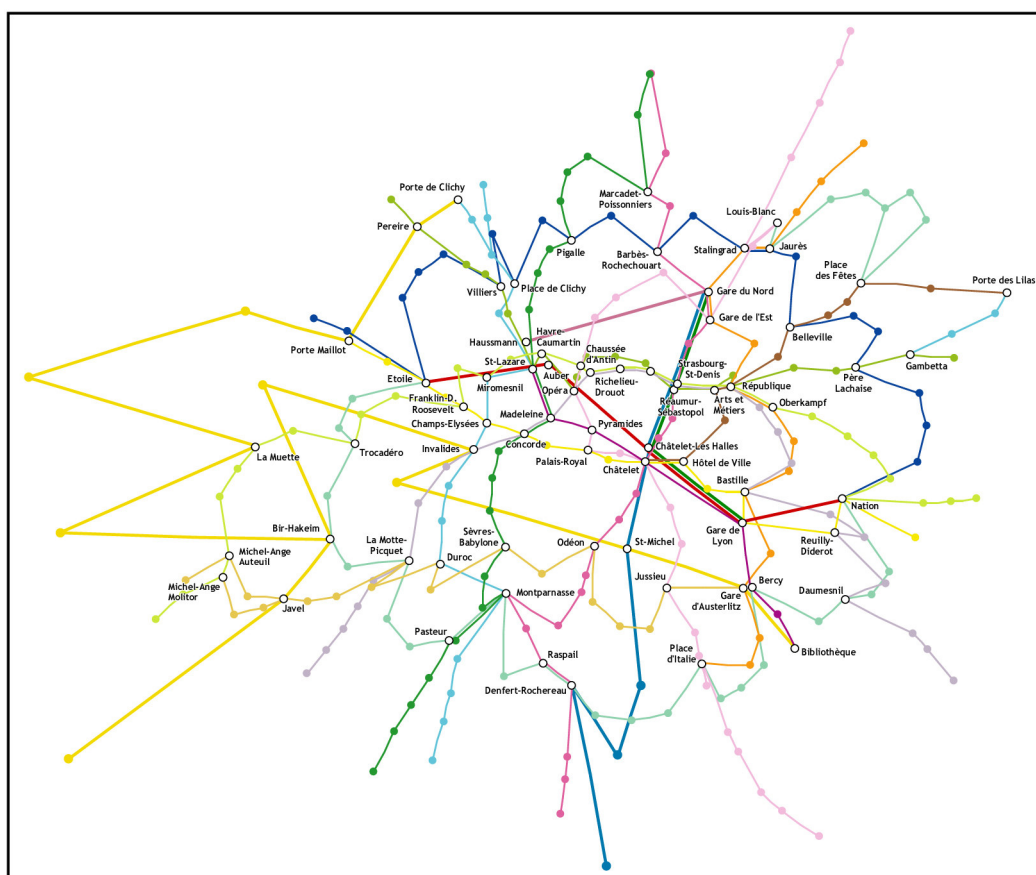 Porte de Clichy
Pereire
Marcadet-
Poissonniers
Louis-Blanc
Pigalle
Barbès-
Rochechouart
Stalingrad
Jaurès
Place
des Fêtes
Porte des Lilas
Villiers
Place de Clichy
Gare du Nord
Gare de l'Est
Belleville
Porte Maillot
Haussmann
Havre-
Caumartin
St-Lazare
Chaussée
d'Antin
Strasbourg-
St-Denis
Etoile
Miromesnil
Auber
Opéra
Richelieu-
Drouot
République
Père
Lachaise
Gambetta
Franklin-D.
Roosevelt
Réaumur-
Sébastopol
Arts et
Métiers
Oberkampf
Champs-Elysées
Madeleine
Pyramides
Concorde
Invalides
Palais-Royal
Châtelet-Les Halles
Châtelet
Hôtel de Ville
La Muette
Trocadéro
Bastille
Nation
Bir-Hakeim
Gare de
Lyon
Reuilly-
Diderot
La Motte-
Picquet
Sèvres-
Babylone
Duroc
Odéon
St-Michel
Michel-Ange
Auteuil
Michel-Ange
Molitor
Javel
Montparnasse
Jussieu
Gare
d'Austerlitz
Bercy
Daumesnil
Pasteur
Raspail
Place
d'Italie
Bibliothèque
Denfert-Rochereau